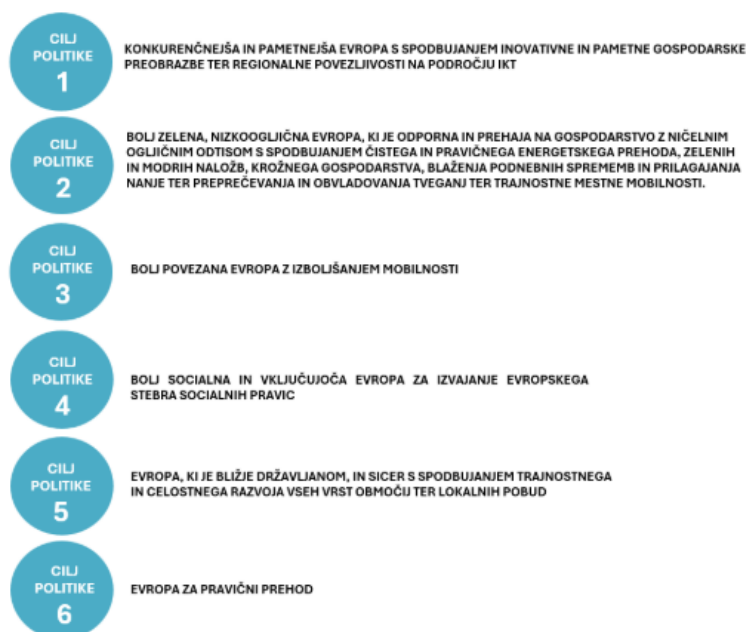 CILJ
POLITIKE
1
KONKURENČNEJŠA IN PAMETNEJŠA EVROPA S SPODBUJANJEM INOVATIVNE IN PAMETNE GOSPODARSKE
PREOBRAZBE TER REGIONALNE POVEZLJIVOSTI NA PODROČJU IKT
CILJ
POLITIKE
2
BOLJ ZELENA, NIZKOOGLJIČNA EVROPA, KI JE ODPORNA IN PREHAJA NA GOSPODARSTVO Z NIČELNIM
OGLJIČNIM ODTISOM S SPODBUJANJEM ČISTEGA IN PRAVIČNEGA ENERGETSKEGA PREHODA, ZELENIH
IN MODRIH NALOŽB, KROŽNEGA GOSPODARSTVA, BLAŽENJA PODNEBNIH SPREMEMB IN PRILAGAJANJA
NANJE TER PREPREČEVANJA IN OBVLADOVANJA TVEGANJ TER TRAJNOSTNE MESTNE MOBILNOSTI.
CILJ
POLITIKE
3
BOLJ POVEZANA EVROPA Z IZBOLJŠANJEM MOBILNOSTI
CILJ
POLITIKE
4
BOLJ SOCIALNA IN VKLJUČUJOČA EVROPA ZA IZVAJANJE EVROPSKEGA
STEBRA SOCIALNIH PRAVIC
CILJ
POLITIKE
5
EVROPA, KI JE BLIŽJE DRŽAVLJANOM, IN SICER S SPODBUJANJEM TRAJNOSTNEGA
IN CELOSTNEGA RAZVOJA VSEH VRST OBMOČIJ TER LOKALNIH POBUD
CILJ
POLITIKE
6
EVROPA ZA PRAVIČNI PREHOD